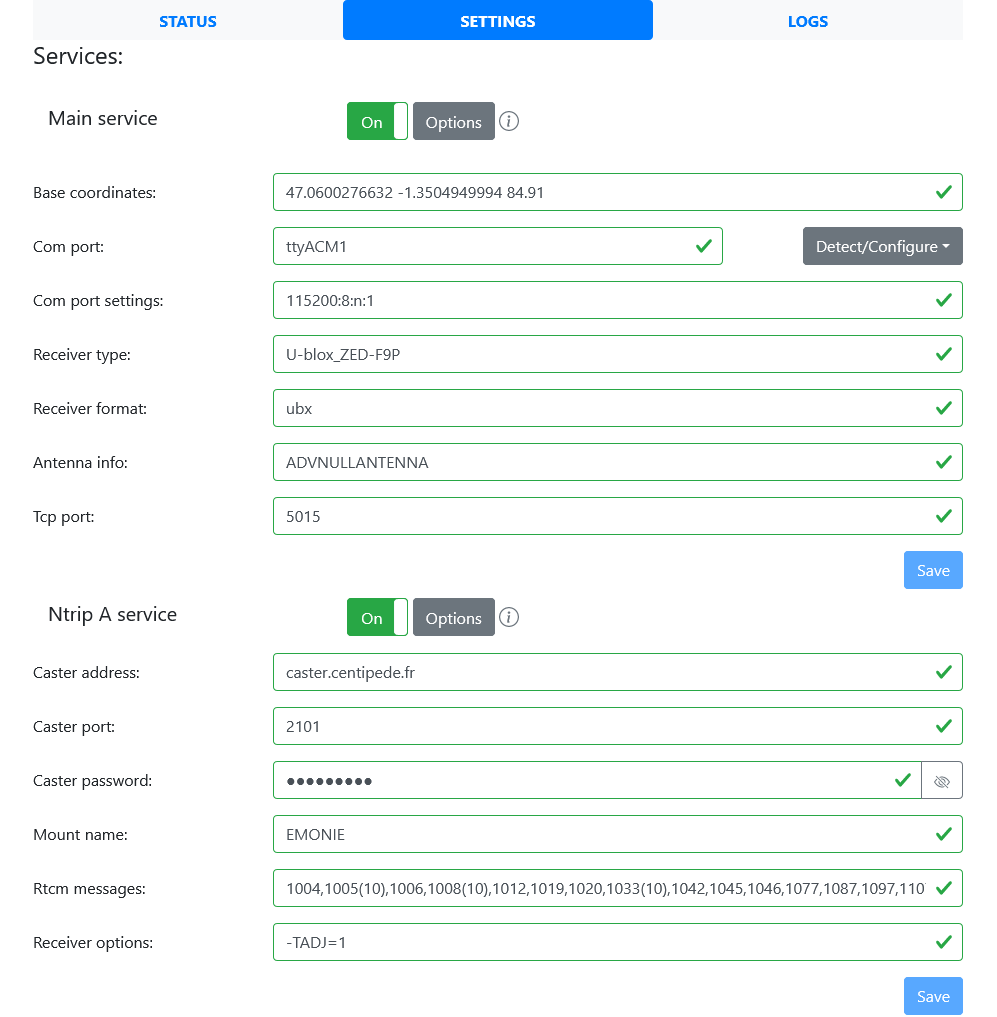 STATUS SETTINGS LOGS
Services:
Main service On Options i
Base coordinates: 47.0600276632 -1.3504949994 84.91
Com port: ttyACM1 Detect/Configure
Com port settings: 115200:8:n:1
Receiver type: U-blox_ZED-F9P
Receiver format: ubx
Antenna info: ADVNULLANTENNA
Tcp port: 5015
Save
Ntrip A service On Options i
Caster address: caster.centipede.fr
Caster port: 2101
Caster password: ●●●●●●●●●
Mount name: EMONIE
Rtcm messages: 1004,1005(10),1006,1008(10),1012,1019,1020,1033(10),1042,1045,1046,1077,1087,1097,110
Receiver options: -TADJ=1
Save